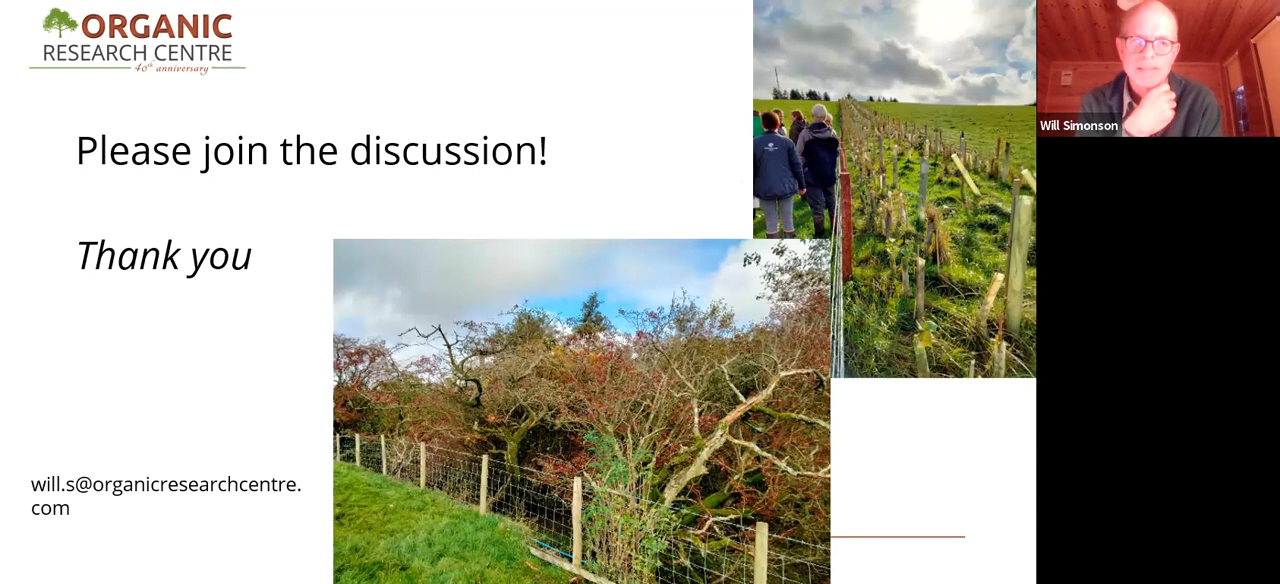 ORGANIC
RESEARCH CENTRE
40th anniversary
Please join the discussion!
Thank you
will.s@organicresearchcentre.
com
Will Simonson